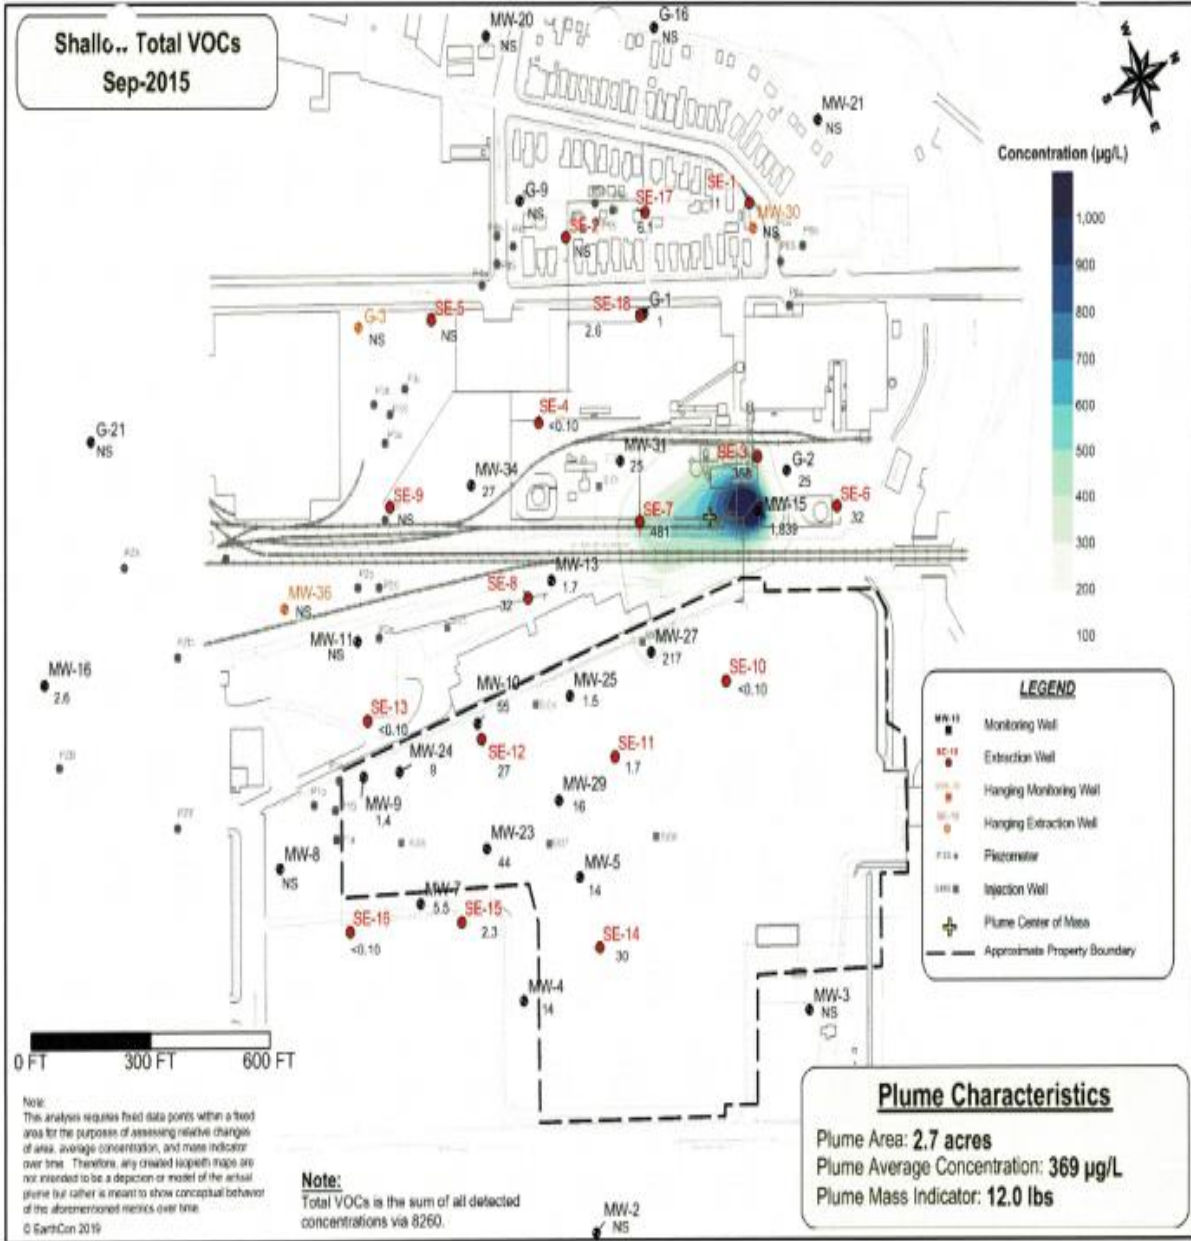 Shallow Total VOCs
Sep-2015
MW-20
NS
G-16
NS
MW-21
NS
Concentration (µg/L)
1,000
900
800
700
600
500
400
300
200
100
G-9
NS
SE-17
6.1
SE-1
11
MW-30
NS
SE-2
NS
G-3
NS
SE-5
NS
SE-18
2.6
G-1
1
SE-4
<0.10
G-21
NS
MW-34
27
MW-31
25
SE-3
368
G-2
25
SE-9
NS
SE-7
481
MW-15
1,839
SE-6
32
MW-13
1.7
SE-8
32
MW-36
NS
MW-11
NS
MW-27
217
MW-16
2.6
MW-10
55
MW-25
1.5
SE-10
<0.10
SE-13
<0.10
SE-12
27
SE-11
1.7
MW-24
9
MW-9
1.4
MW-29
16
MW-23
44
MW-8
NS
MW-5
14
MW-7
5.5
SE-16
<0.10
SE-15
2.3
SE-14
30
MW-4
14
MW-3
NS
MW-2
NS
LEGEND
Monitoring Well
Extraction Well
Hanging Monitoring Well
Hanging Extraction Well
Piezometer
Injection Well
Plume Center of Mass
Approximate Property Boundary
0 FT 300 FT 600 FT
Note:
This analysis requires fixed data points within a fixed
area for the purposes of assessing relative changes
of area, average concentration, and mass indicator
over time. Therefore, any created isopleth maps are
not intended to be a depiction or model of the actual
plume but rather is meant to show conceptual behavior
of the aforementioned metrics over time.
© EarthCon 2019
Note:
Total VOCs is the sum of all detected
concentrations via 8260.
Plume Characteristics
Plume Area: 2.7 acres
Plume Average Concentration: 369 µg/L
Plume Mass Indicator: 12.0 lbs